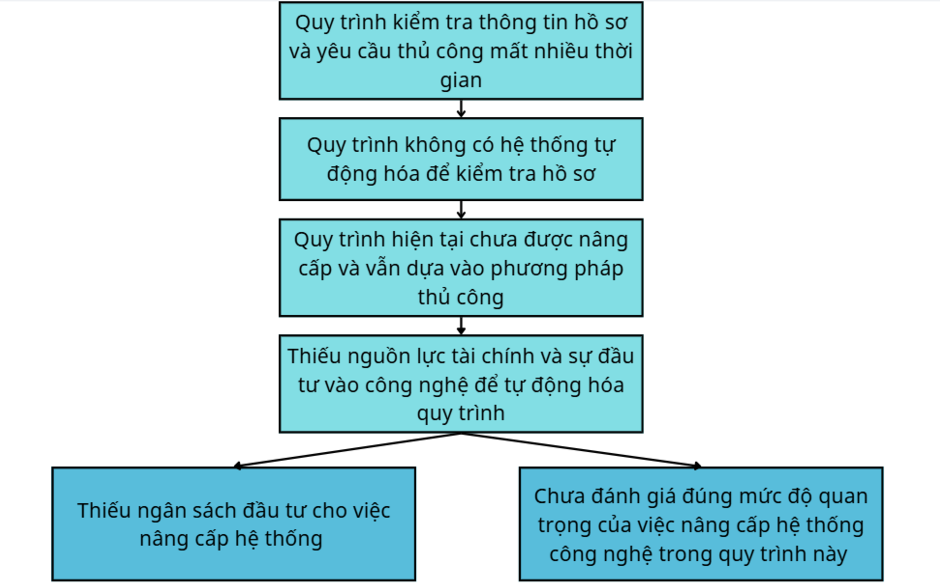 Quy trình kiểm tra thông tin hồ sơ
và yêu cầu thủ công mất nhiều thời
gian
Quy trình không có hệ thống tự
động hóa để kiểm tra hồ sơ
Quy trình hiện tại chưa được nâng
cấp và vẫn dựa vào phương pháp
thủ công
Thiếu nguồn lực tài chính và sự đầu
tư vào công nghệ để tự động hóa
quy trình
Thiếu ngân sách đầu tư cho việc
nâng cấp hệ thống
Chưa đánh giá đúng mức độ quan
trọng của việc nâng cấp hệ thống
công nghệ trong quy trình này